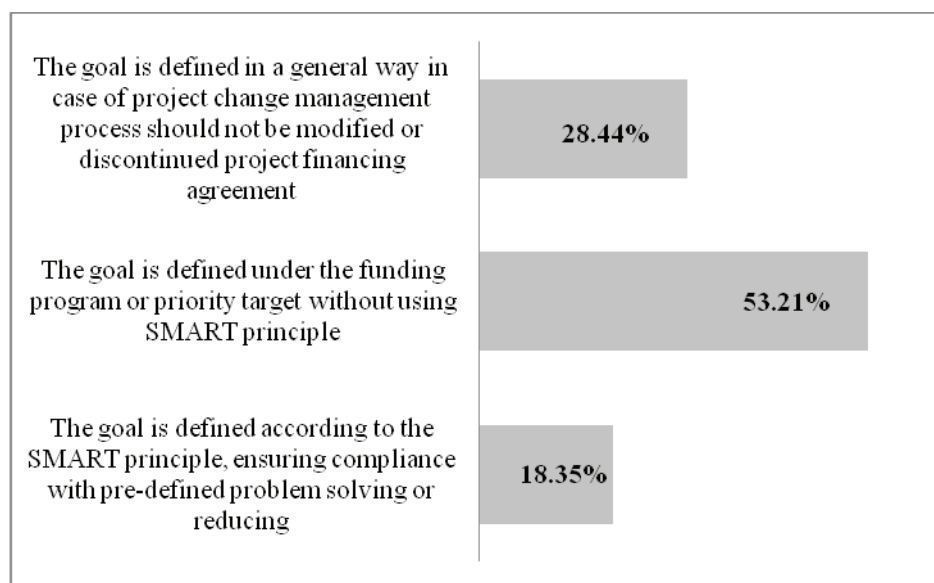 The goal is defined in a general way in
case of project change management
process should not be modified or
discontinued project financing
agreement
28.44%
The goal is defined under the funding
program or priority target without using
SMART principle
53.21%
The goal is defined according to the
SMART principle, ensuring compliance
with pre-defined problem solving or
reducing
18.35%